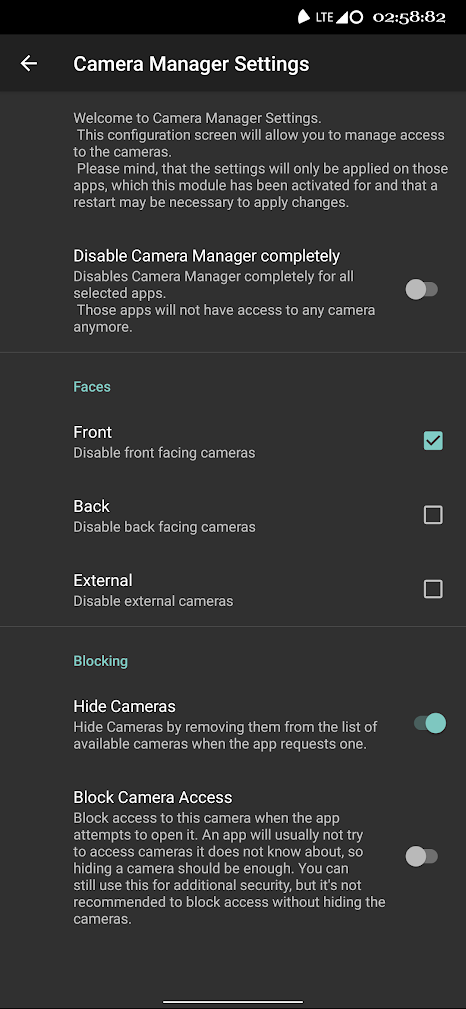 LTE 02:58:82
Camera Manager Settings
Welcome to Camera Manager Settings.
This configuration screen will allow you to manage access
to the cameras.
Please mind, that the settings will only be applied on those
apps, which this module has been activated for and that a
restart may be necessary to apply changes.
Disable Camera Manager completely
Disables Camera Manager completely for all
selected apps.
Those apps will not have access to any camera
anymore.
Faces
Front
Disable front facing cameras
Back
Disable back facing cameras
External
Disable external cameras
Blocking
Hide Cameras
Hide Cameras by removing them from the list of
available cameras when the app requests one.
Block Camera Access
Block access to this camera when the app
attempts to open it. An app will usually not try
to access cameras it does not know about, so
hiding a camera should be enough. You can
still use this for additional security, but it's not
recommended to block access without hiding the
cameras.